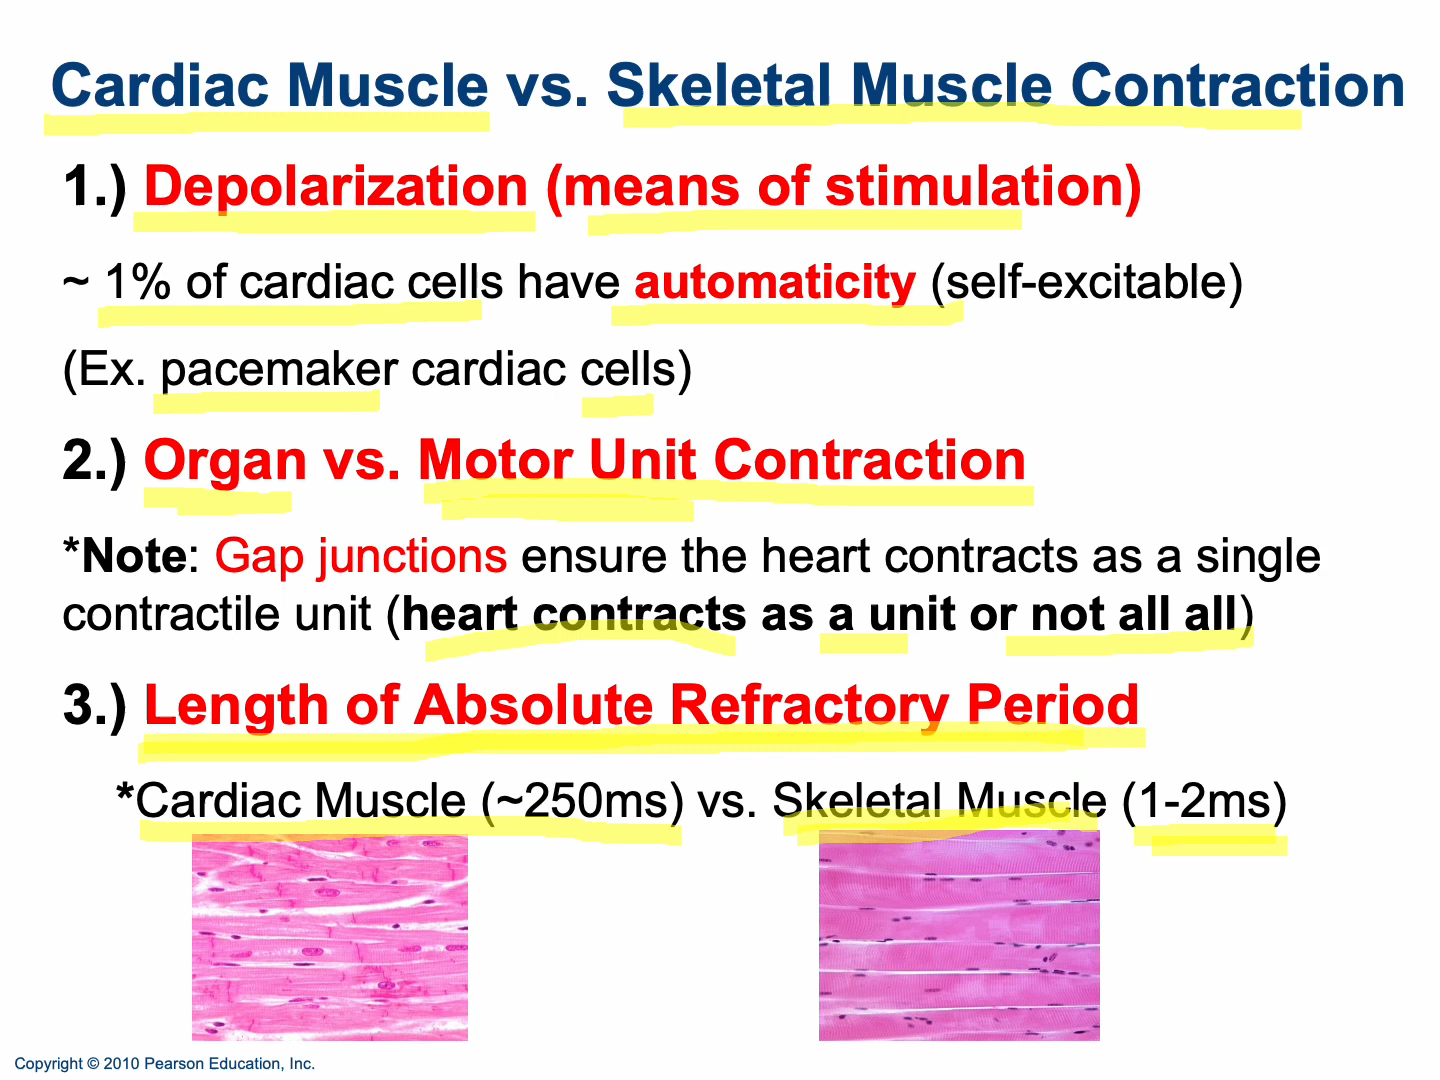 Cardiac Muscle vs. Skeletal Muscle Contraction
1.) Depolarization (means of stimulation)
~ 1% of cardiac cells have automaticity (self-excitable)
(Ex. pacemaker cardiac cells)
2.) Organ vs. Motor Unit Contraction
*Note: Gap junctions ensure the heart contracts as a single
contractile unit (heart contracts as a unit or not all all)
3.) Length of Absolute Refractory Period
*Cardiac Muscle (~250ms) vs. Skeletal Muscle (1-2ms)
Copyright © 2010 Pearson Education, Inc.